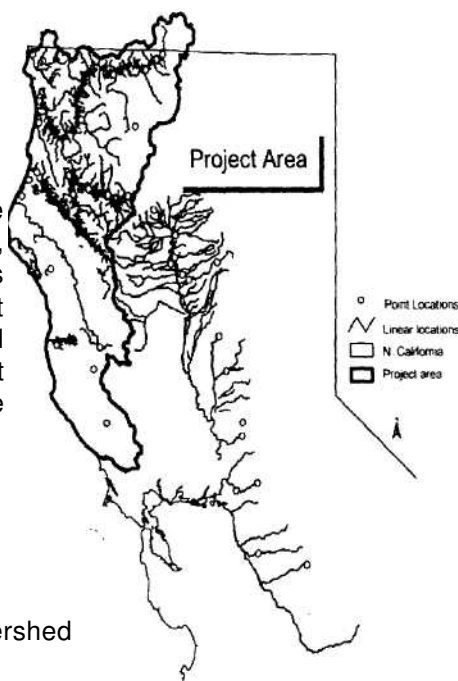 Project Area
Point Locations
Linear locations
N. California
Project area
ershed